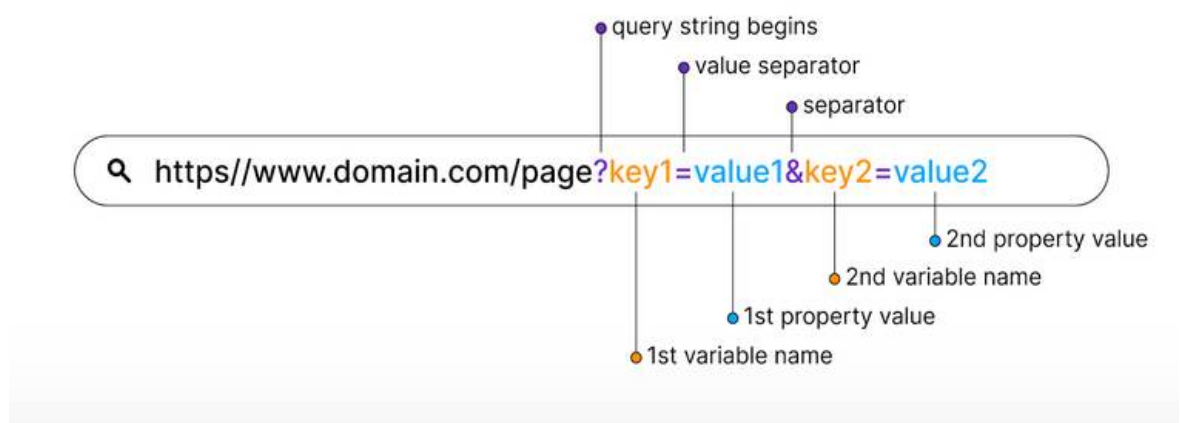 query string begins
value separator
separator
https//www.domain.com/page?key1=value1&key2=value2
2nd property value
2nd variable name
1st property value
1st variable name